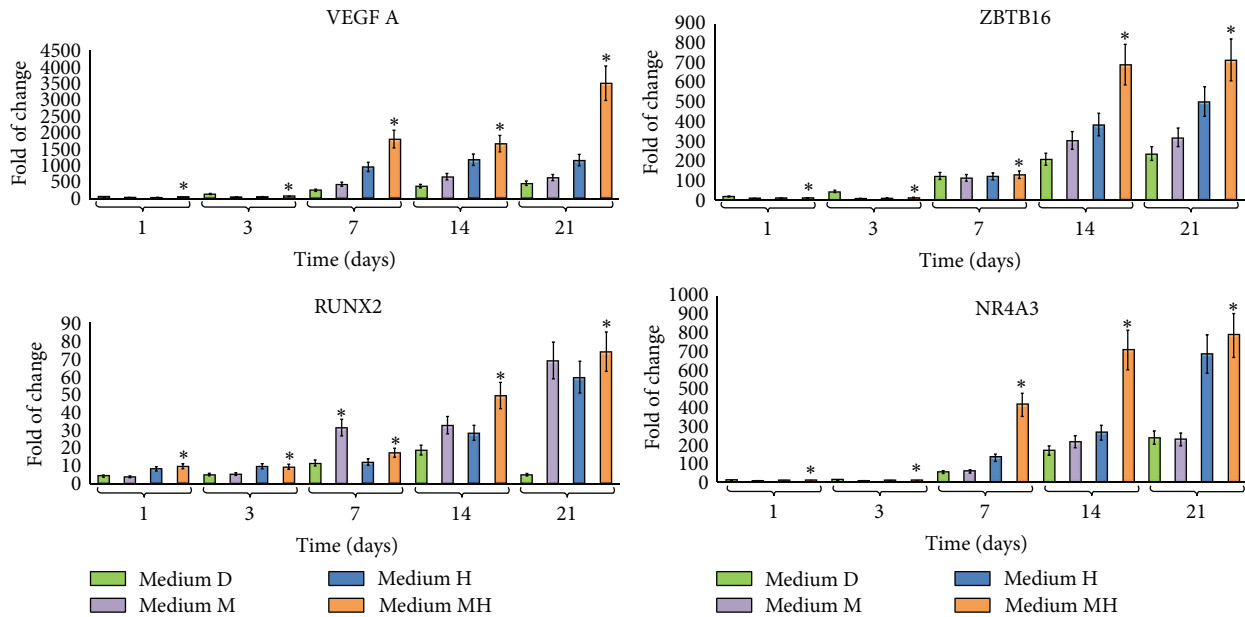 VEGF A
Fold of change
4500
4000
3500
3000
2500
2000
1500
1000
500
0
* * * * *
1 3 7 14 21
Time (days)
ZBTB16
Fold of change
900
800
700
600
500
400
300
200
100
0
* * * * *
1 3 7 14 21
Time (days)
RUNX2
Fold of change
90
80
70
60
50
40
30
20
10
0
* * * * * *
1 3 7 14 21
Time (days)
NR4A3
Fold of change
1000
900
800
700
600
500
400
300
200
100
0
* * * * *
1 3 7 14 21
Time (days)
Medium D Medium H
Medium M Medium MH
Medium D Medium H
Medium M Medium MH